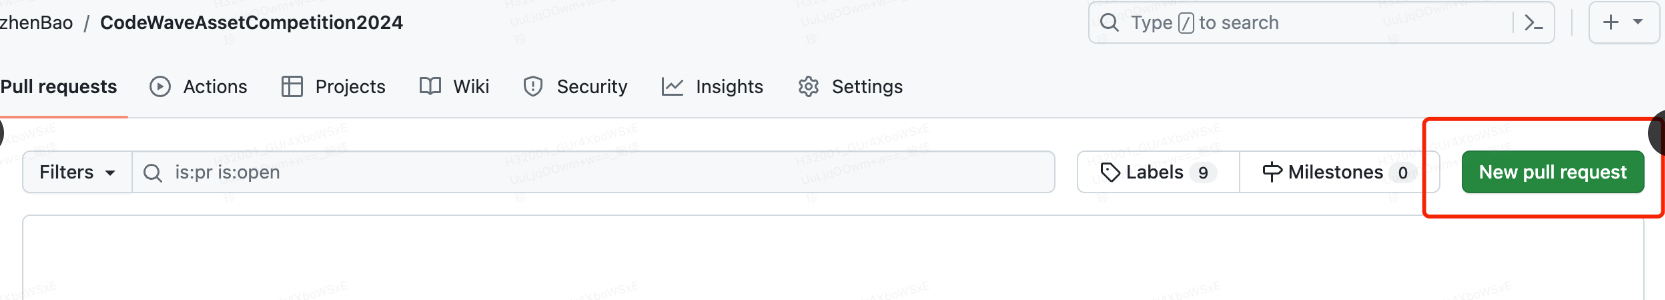 zhenBao / CodeWaveAssetCompetition2024
Type / to search
Pull requests Actions Projects Wiki Security Insights Settings
Filters is:pr is:open Labels 9 Milestones 0 New pull request